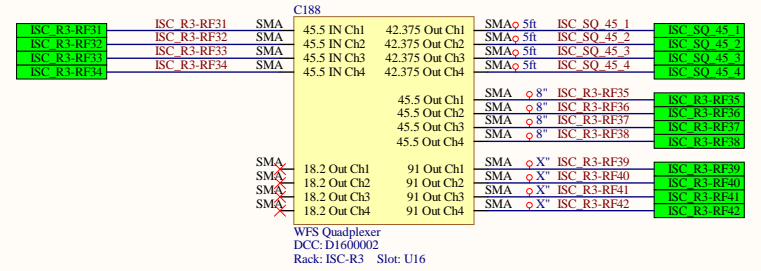 C188
ISC_R3-RF31 ISC_R3-RF31 SMA 45.5 IN Ch1 42.375 Out Ch1 SMA 5ft ISC_SQ_45_1 ISC_SQ_45_1
ISC_R3-RF32 ISC_R3-RF32 SMA 45.5 IN Ch2 42.375 Out Ch2 SMA 5ft ISC_SQ_45_2 ISC_SQ_45_2
ISC_R3-RF33 ISC_R3-RF33 SMA 45.5 IN Ch3 42.375 Out Ch3 SMA 5ft ISC_SQ_45_3 ISC_SQ_45_3
ISC_R3-RF34 ISC_R3-RF34 SMA 45.5 IN Ch4 42.375 Out Ch4 SMA 5ft ISC_SQ_45_4 ISC_SQ_45_4
45.5 Out Ch1 SMA 8" ISC_R3-RF35 ISC_R3-RF35
45.5 Out Ch2 SMA 8" ISC_R3-RF36 ISC_R3-RF36
45.5 Out Ch3 SMA 8" ISC_R3-RF37 ISC_R3-RF37
45.5 Out Ch4 SMA 8" ISC_R3-RF38 ISC_R3-RF38
SMA 18.2 Out Ch1 91 Out Ch1 SMA X" ISC_R3-RF39 ISC_R3-RF39
SMA 18.2 Out Ch2 91 Out Ch2 SMA X" ISC_R3-RF40 ISC_R3-RF40
SMA 18.2 Out Ch3 91 Out Ch3 SMA X" ISC_R3-RF41 ISC_R3-RF41
SMA 18.2 Out Ch4 91 Out Ch4 SMA X" ISC_R3-RF42 ISC_R3-RF42
WFS Quadplexer
DCC: D1600002
Rack: ISC-R3 Slot: U16